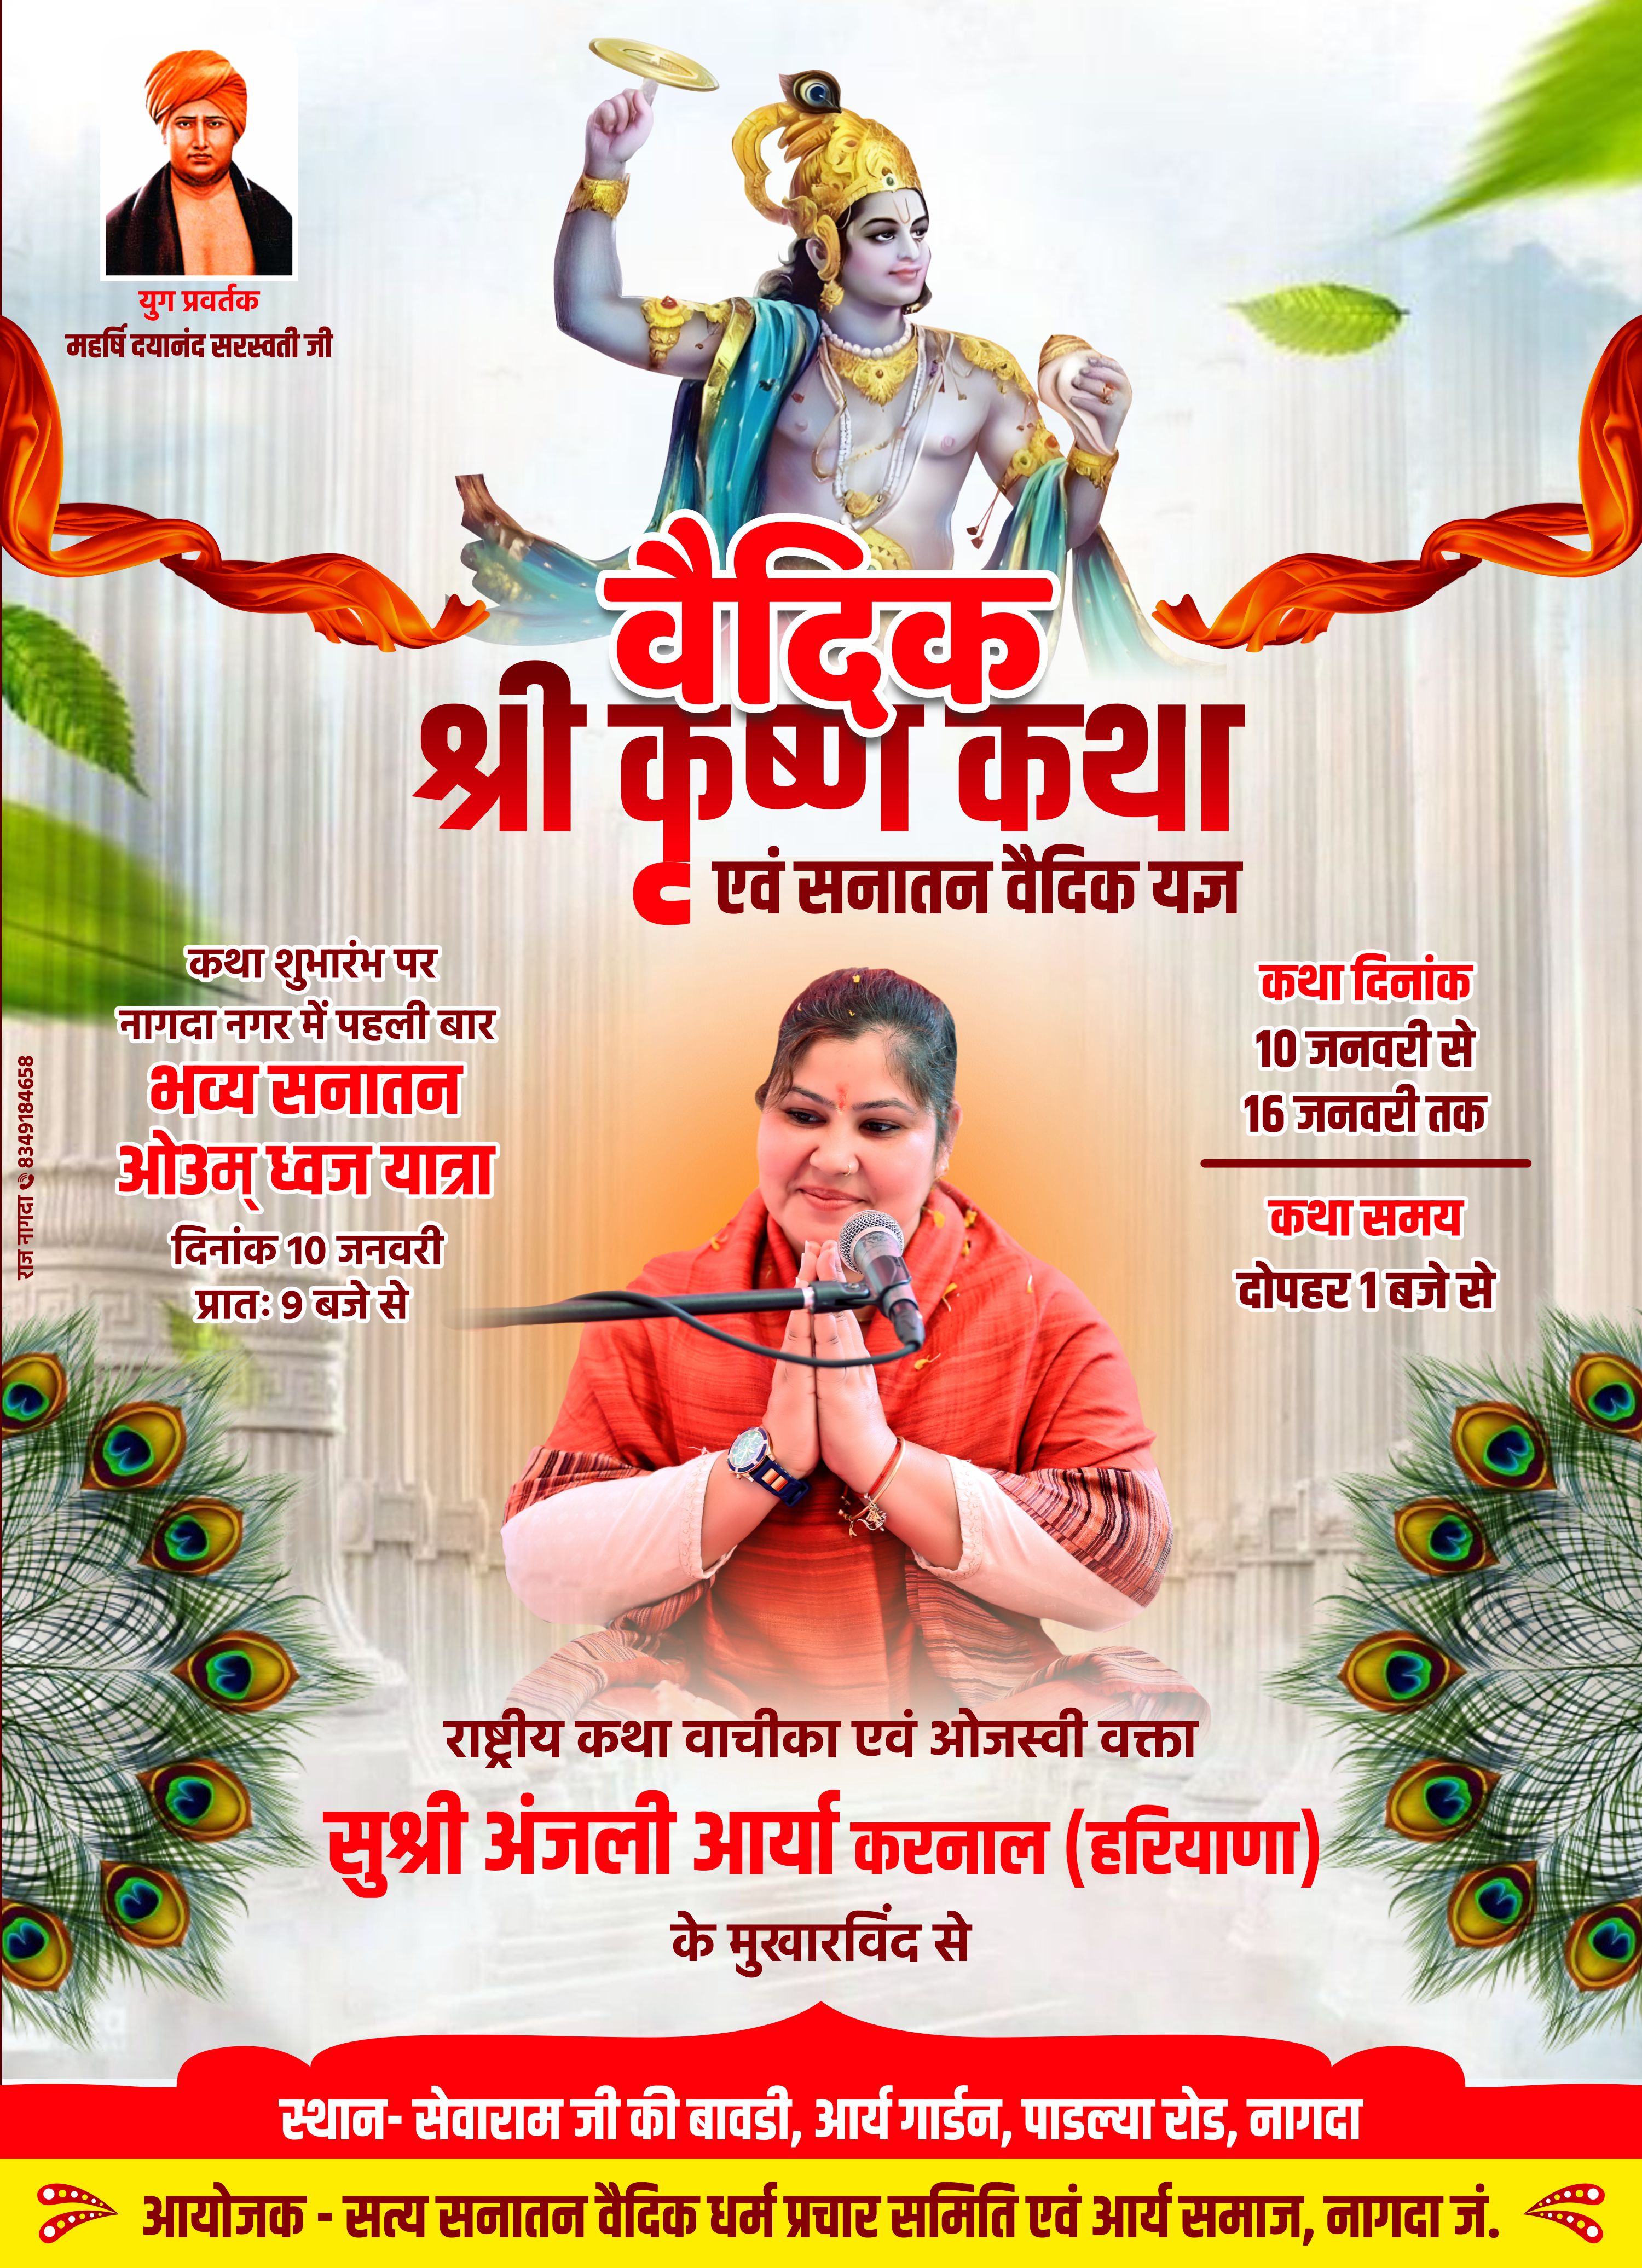 युग प्रवर्तक
महर्षि दयानंद सरस्वती जी
वैदिक
श्री कृष्ण कथा
एवं सनातन वैदिक यज्ञ
कथा शुभारंभ पर
नागदा नगर में पहली बार
भव्य सनातन
ओ३म् ध्वज यात्रा
दिनांक 10 जनवरी
प्रातः 9 बजे से
कथा दिनांक
10 जनवरी से
16 जनवरी तक
कथा समय
दोपहर 1 बजे से
राज नागदा 8349184658
राष्ट्रीय कथा वाचीका एवं ओजस्वी वक्ता
सुश्री अंजली आर्या करनाल (हरियाणा)
के मुखारविंद से
स्थान- सेवाराम जी की बावडी, आर्य गार्डन, पाडल्या रोड, नागदा
आयोजक - सत्य सनातन वैदिक धर्म प्रचार समिति एवं आर्य समाज, नागदा जं.